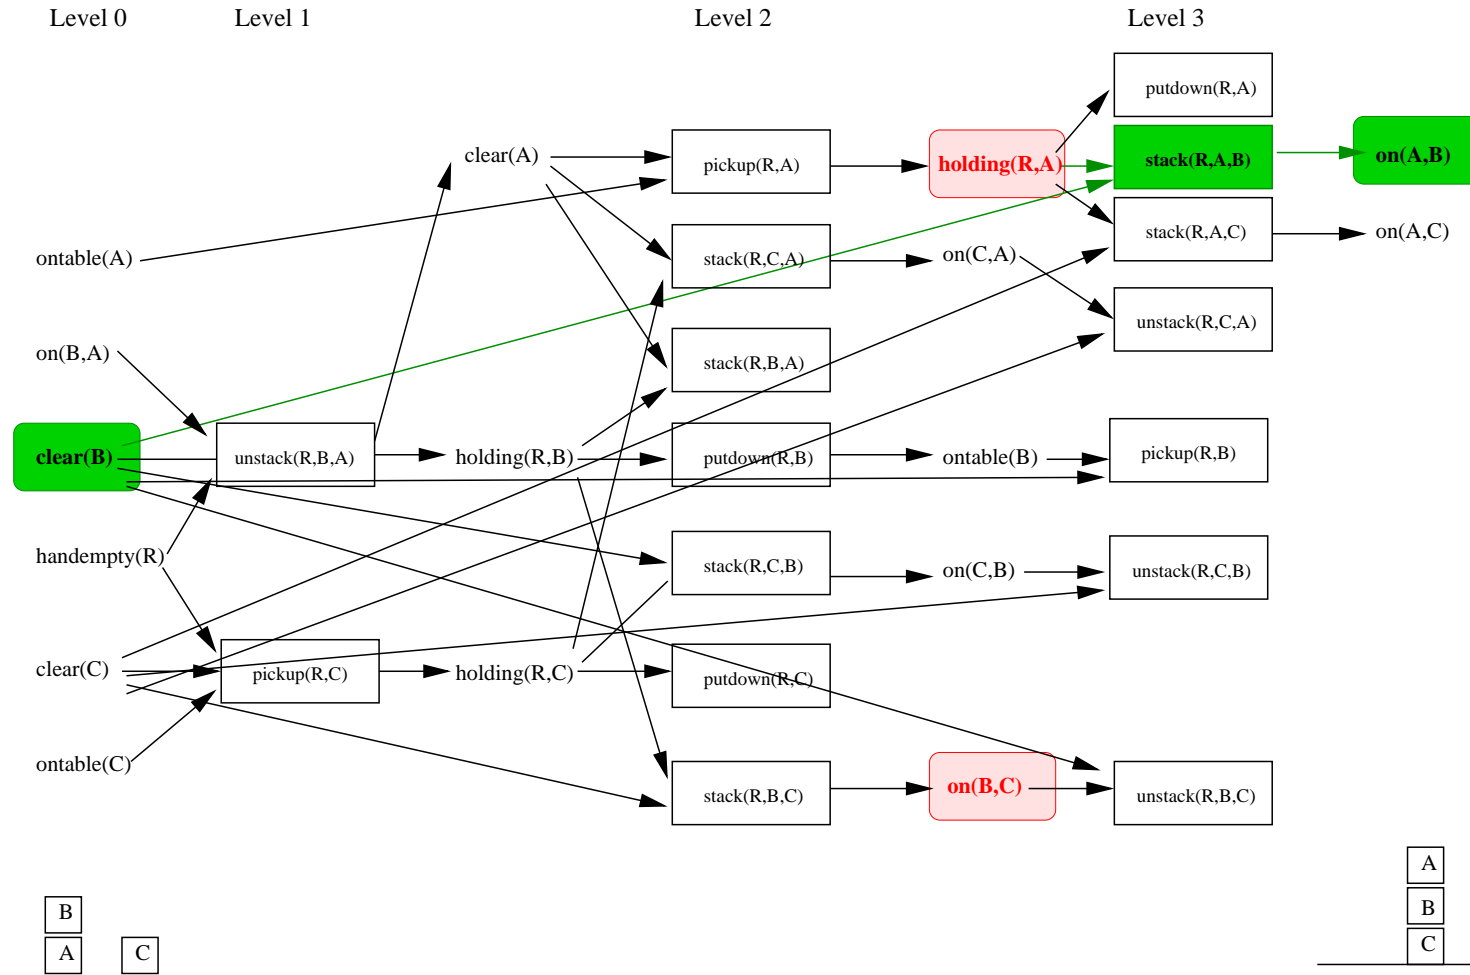 Level 0
Level 1
Level 2
Level 3
putdown(R,A)
clear(A)
pickup(R,A)
holding(R,A)
stack(R,A,B)
on(A,B)
ontable(A)
stack(R,C,A)
on(C,A)
stack(R,A,C)
on(A,C)
on(B,A)
stack(R,B,A)
unstack(R,C,A)
clear(B)
unstack(R,B,A)
holding(R,B)
putdown(R,B)
ontable(B)
pickup(R,B)
handempty(R)
stack(R,C,B)
on(C,B)
unstack(R,C,B)
clear(C)
pickup(R,C)
holding(R,C)
putdown(R,C)
ontable(C)
stack(R,B,C)
on(B,C)
unstack(R,B,C)
B
A
C
A
B
C